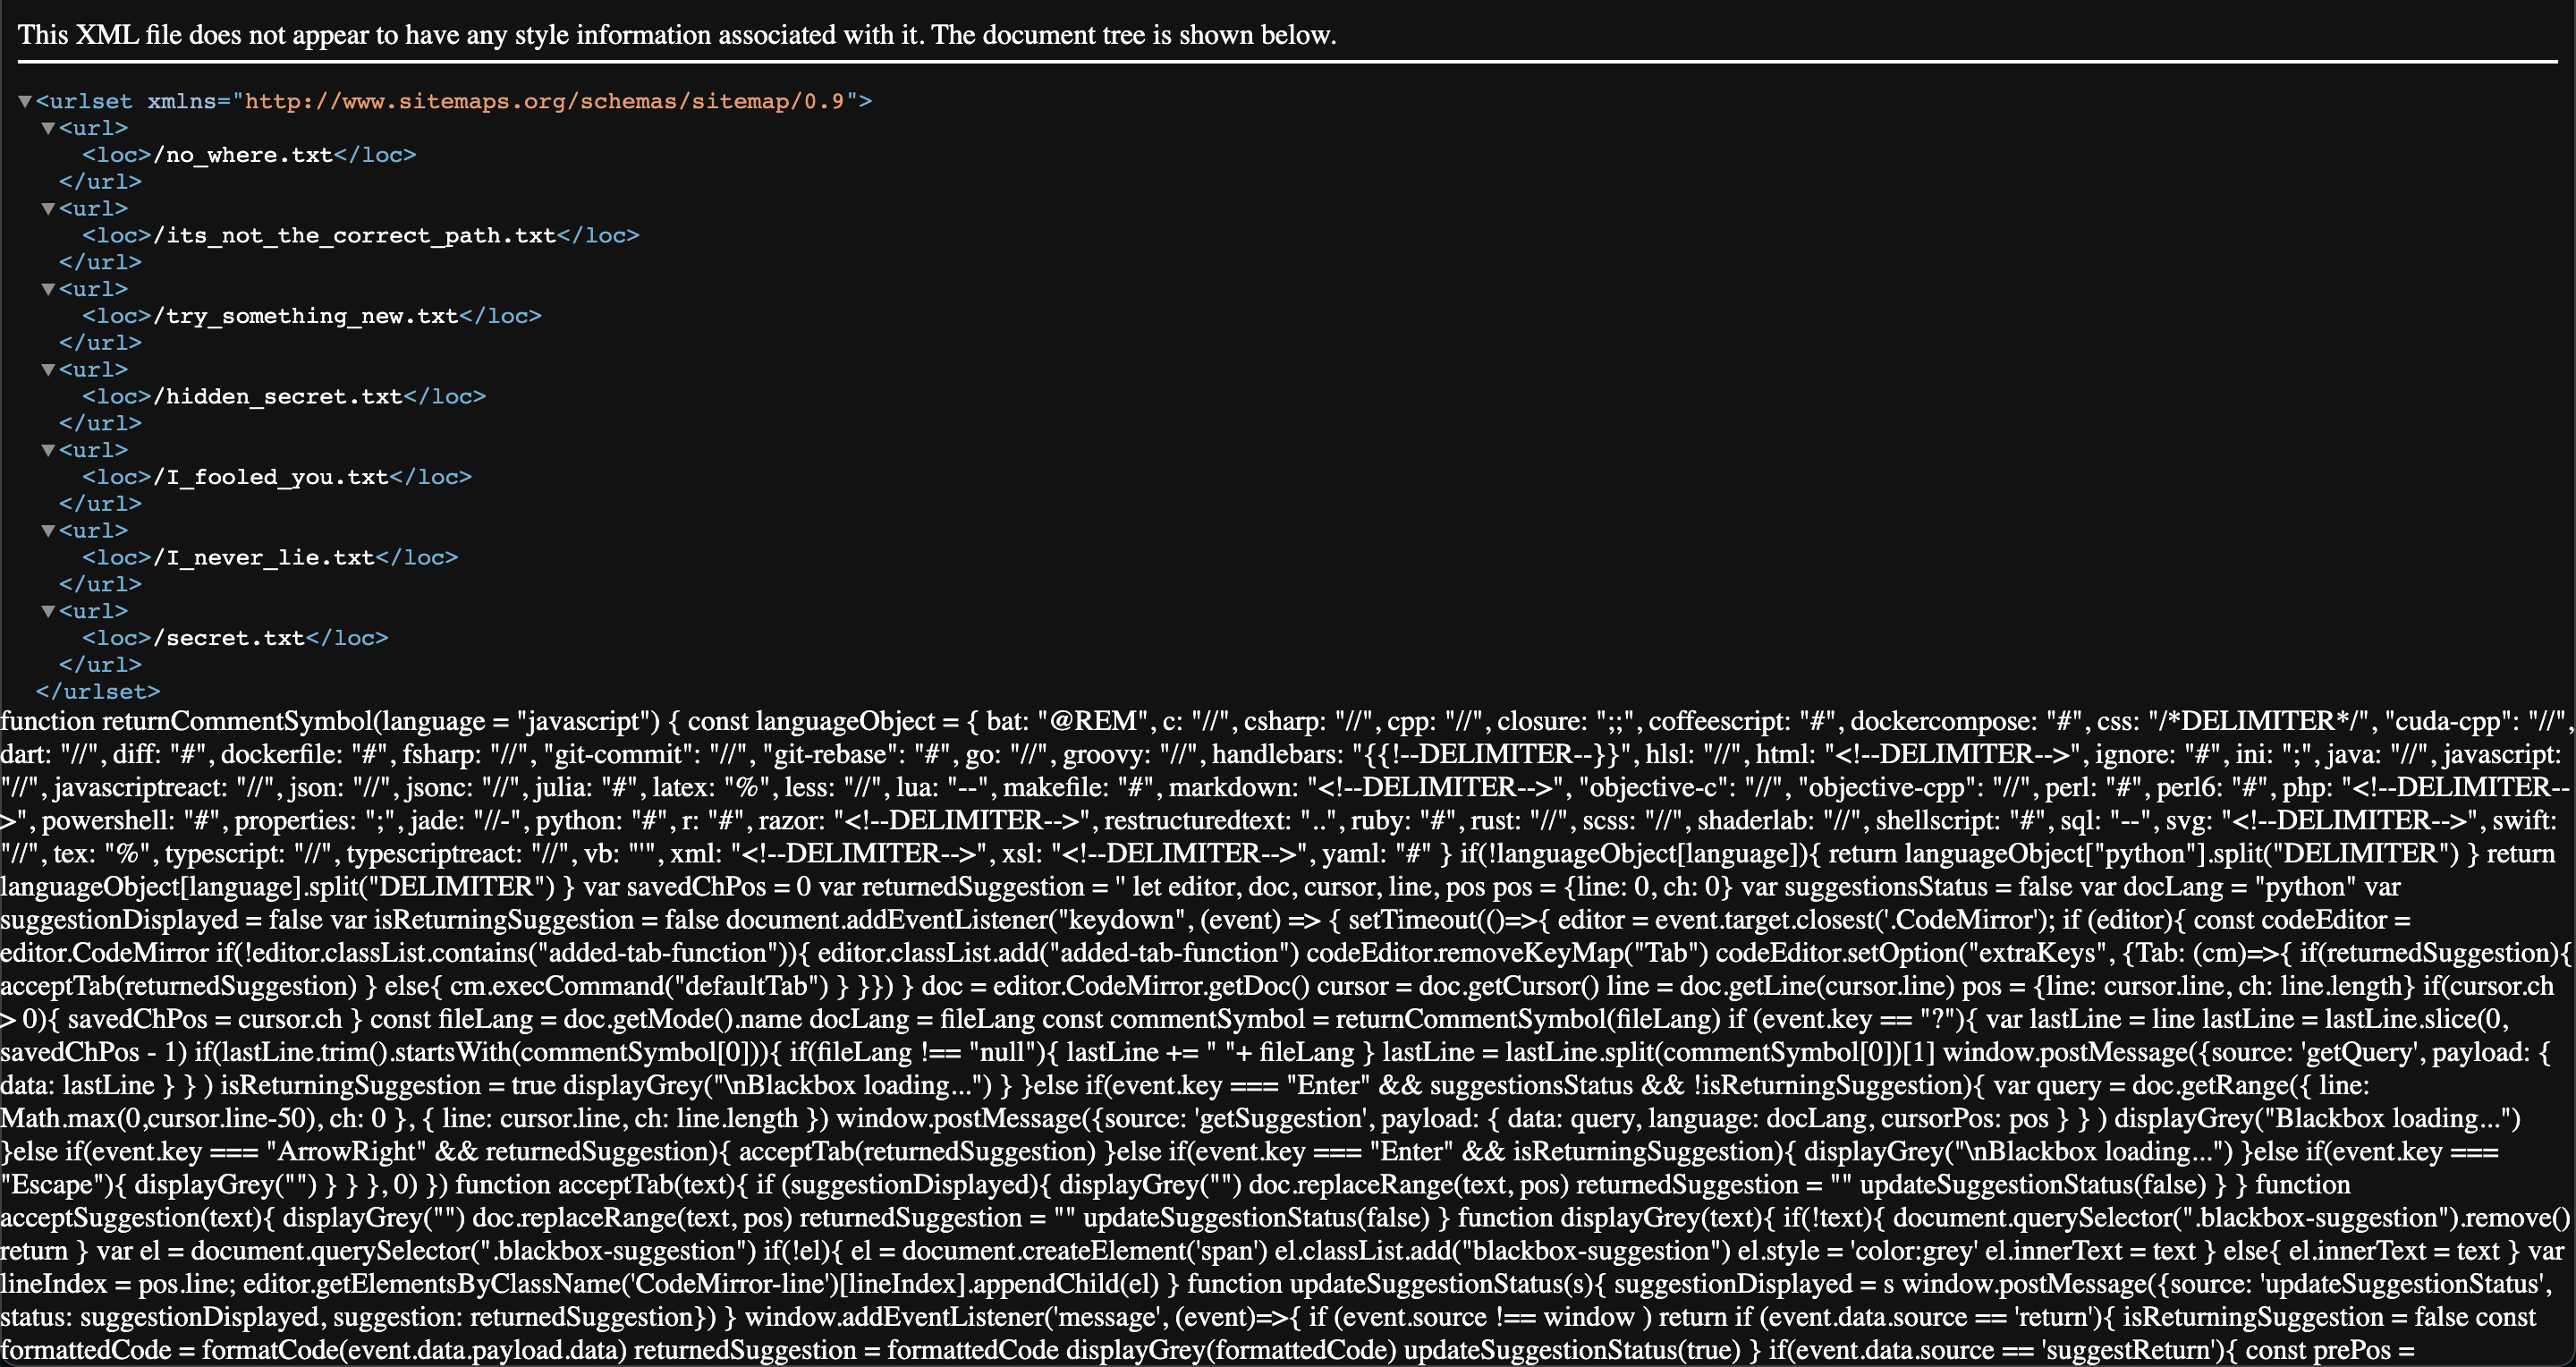 This XML file does not appear to have any style information associated with it. The document tree is shown below.
▼<urlset xmlns="http://www.sitemaps.org/schemas/sitemap/0.9">
▼<url>
<loc>/no_where.txt</loc>
</url>
▼<url>
<loc>/its_not_the_correct_path.txt</loc>
</url>
▼<url>
<loc>/try_something_new.txt</loc>
</url>
▼<url>
<loc>/hidden_secret.txt</loc>
</url>
▼<url>
<loc>/I_fooled_you.txt</loc>
</url>
▼<url>
<loc>/I_never_lie.txt</loc>
</url>
▼<url>
<loc>/secret.txt</loc>
</url>
</urlset>
function returnCommentSymbol(language = "javascript") { const languageObject = { bat: "@REM", c: "//", csharp: "//", cpp: "//", closure: ";;", coffeescript: "#", dockercompose: "#", css: "/*DELIMITER*/", "cuda-cpp": "//",
dart: "//", diff: "#", dockerfile: "#", fsharp: "//", "git-commit": "//", "git-rebase": "#", go: "//", groovy: "//", handlebars: "{{!--DELIMITER--}}", hlsl: "//", html: "<!--DELIMITER-->", ignore: "#", ini: ";", java: "//", javascript:
"//", javascriptreact: "//", json: "//", jsonc: "//", julia: "#", latex: "%", less: "//", lua: "--", makefile: "#", markdown: "<!--DELIMITER-->", "objective-c": "//", "objective-cpp": "//", perl: "#", perl6: "#", php: "<!--DELIMITER--
>", powershell: "#", properties: ";", jade: "//-", python: "#", r: "#", razor: "<!--DELIMITER-->", restructuredtext: "..", ruby: "#", rust: "//", scss: "//", shaderlab: "//", shellscript: "#", sql: "--", svg: "<!--DELIMITER-->", swift:
"//", tex: "%", typescript: "//", typescriptreact: "//", vb: "'", xml: "<!--DELIMITER-->", xsl: "<!--DELIMITER-->", yaml: "#" } if(!languageObject[language]){ return languageObject["python"].split("DELIMITER") } return
languageObject[language].split("DELIMITER") } var savedChPos = 0 var returnedSuggestion = '' let editor, doc, cursor, line, pos pos = {line: 0, ch: 0} var suggestionsStatus = false var docLang = "python" var
suggestionDisplayed = false var isReturningSuggestion = false document.addEventListener("keydown", (event) => { setTimeout(()=>{ editor = event.target.closest('.CodeMirror'); if (editor){ const codeEditor =
editor.CodeMirror if(!editor.classList.contains("added-tab-function")){ editor.classList.add("added-tab-function") codeEditor.removeKeyMap("Tab") codeEditor.setOption("extraKeys", {Tab: (cm)=>{ if(returnedSuggestion){
acceptTab(returnedSuggestion) } else{ cm.execCommand("defaultTab") } }}) } doc = editor.CodeMirror.getDoc() cursor = doc.getCursor() line = doc.getLine(cursor.line) pos = {line: cursor.line, ch: line.length} if(cursor.ch
> 0){ savedChPos = cursor.ch } const fileLang = doc.getMode().name docLang = fileLang const commentSymbol = returnCommentSymbol(fileLang) if (event.key == "?"){ var lastLine = line lastLine = lastLine.slice(0,
savedChPos - 1) if(lastLine.trim().startsWith(commentSymbol[0])){ if(fileLang !== "null"){ lastLine += " "+ fileLang } lastLine = lastLine.split(commentSymbol[0])[1] window.postMessage({source: 'getQuery', payload: {
data: lastLine } } ) isReturningSuggestion = true displayGrey("\nBlackbox loading...") } }else if(event.key === "Enter" && suggestionsStatus && !isReturningSuggestion){ var query = doc.getRange({ line:
Math.max(0,cursor.line-50), ch: 0 }, { line: cursor.line, ch: line.length }) window.postMessage({source: 'getSuggestion', payload: { data: query, language: docLang, cursorPos: pos } } ) displayGrey("Blackbox loading...")
}else if(event.key === "ArrowRight" && returnedSuggestion){ acceptTab(returnedSuggestion) }else if(event.key === "Enter" && isReturningSuggestion){ displayGrey("\nBlackbox loading...") }else if(event.key ===
"Escape"){ displayGrey("") } } }, 0) }) function acceptTab(text){ if (suggestionDisplayed){ displayGrey("") doc.replaceRange(text, pos) returnedSuggestion = "" updateSuggestionStatus(false) } } function
acceptSuggestion(text){ displayGrey("") doc.replaceRange(text, pos) returnedSuggestion = "" updateSuggestionStatus(false) } function displayGrey(text){ if(!text){ document.querySelector(".blackbox-suggestion").remove()
return } var el = document.querySelector(".blackbox-suggestion") if(!el){ el = document.createElement('span') el.classList.add("blackbox-suggestion") el.style = 'color:grey' el.innerText = text } else{ el.innerText = text } var
lineIndex = pos.line; editor.getElementsByClassName('CodeMirror-line')[lineIndex].appendChild(el) } function updateSuggestionStatus(s){ suggestionDisplayed = s window.postMessage({source: 'updateSuggestionStatus',
status: suggestionDisplayed, suggestion: returnedSuggestion}) } window.addEventListener('message', (event)=>{ if (event.source !== window ) return if (event.data.source == 'return'){ isReturningSuggestion = false const
formattedCode = formatCode(event.data.payload.data) returnedSuggestion = formattedCode displayGrey(formattedCode) updateSuggestionStatus(true) } if(event.data.source == 'suggestReturn'){ const prePos =